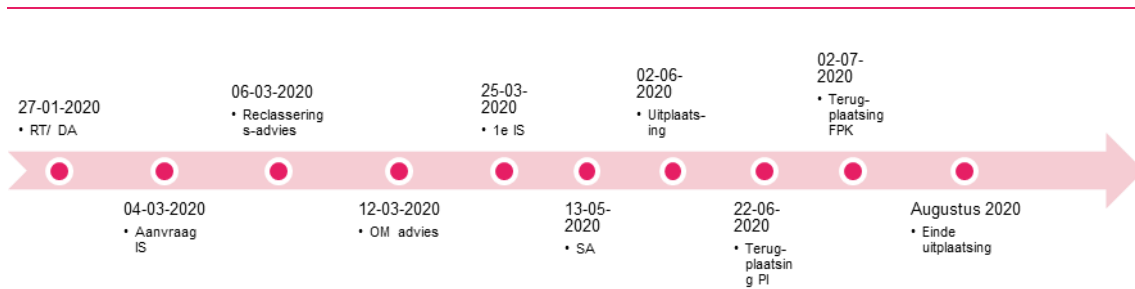 27-01-2020
• RT/ DA
04-03-2020
• Aanvraag
IS
06-03-2020
• Reclassering
s-advies
12-03-2020
• OM advies
25-03-
2020
• 1e IS
13-05-
2020
• SA
02-06-
2020
• Uitplaats-
ing
22-06-
2020
• Terug-
plaatsin
g PI
02-07-
2020
• Terug-
plaatsing
FPK
Augustus 2020
• Einde
uitplaatsing